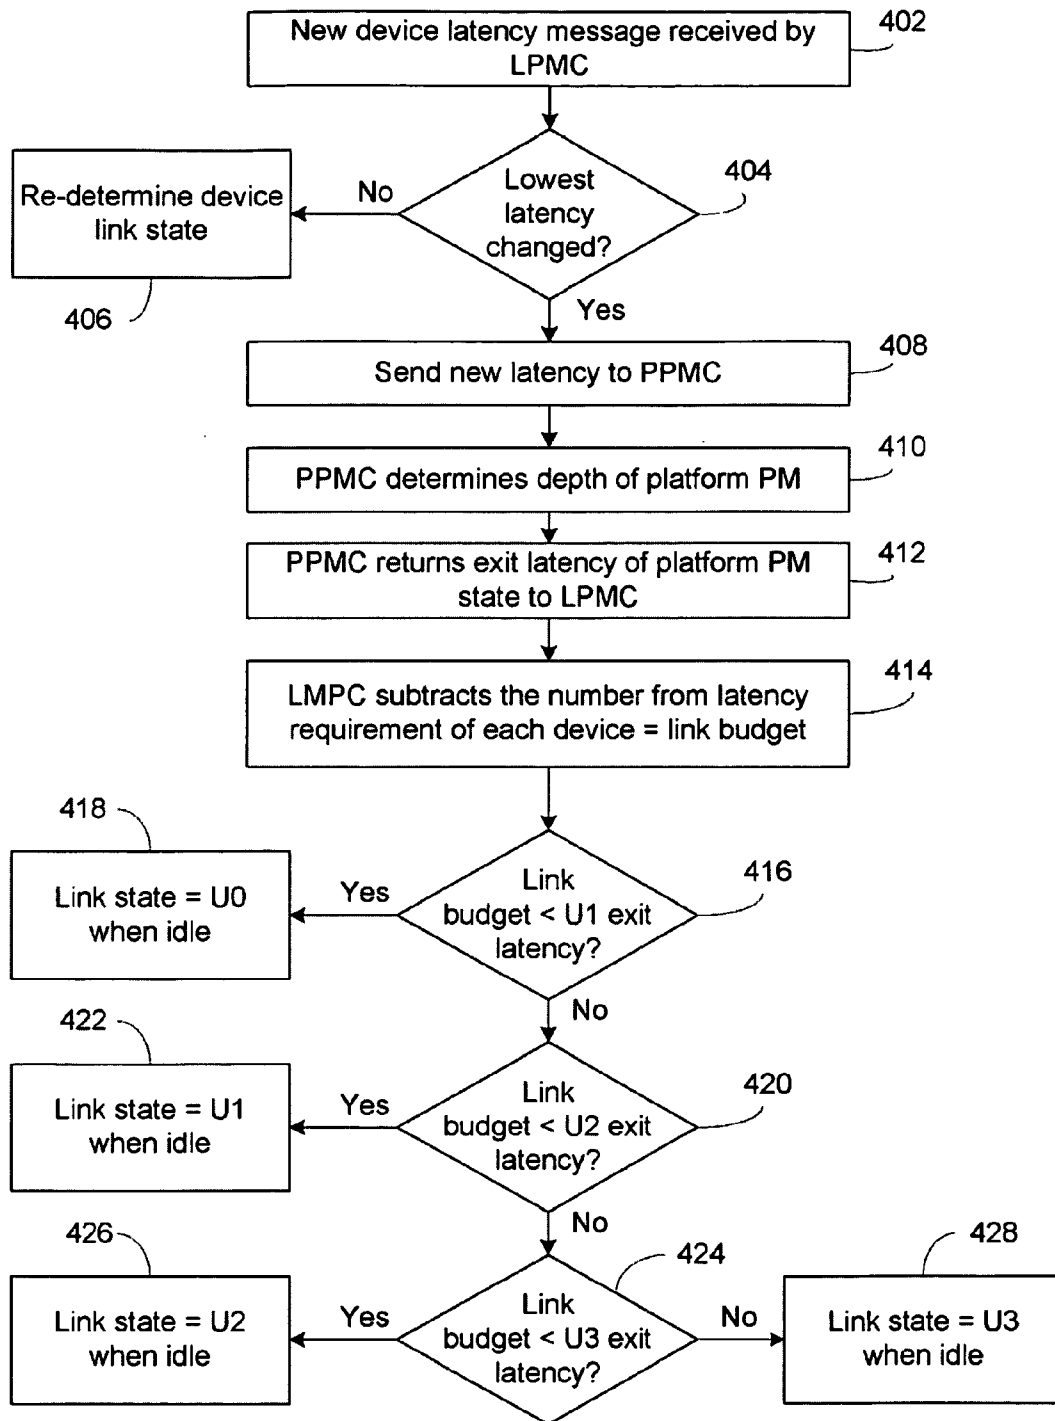 New device latency message received by
LPMC
402
Lowest
latency
changed?
404
No
Re-determine device
link state
406
Yes
Send new latency to PPMC
408
PPMC determines depth of platform PM
410
PPMC returns exit latency of platform PM
state to LPMC
412
LMPC subtracts the number from latency
requirement of each device = link budget
414
Link
budget < U1 exit
latency?
416
Yes
418
Link state = U0
when idle
No
Link
budget < U2 exit
latency?
420
Yes
422
Link state = U1
when idle
No
Link
budget < U3 exit
latency?
424
Yes
426
Link state = U2
when idle
No
428
Link state = U3
when idle